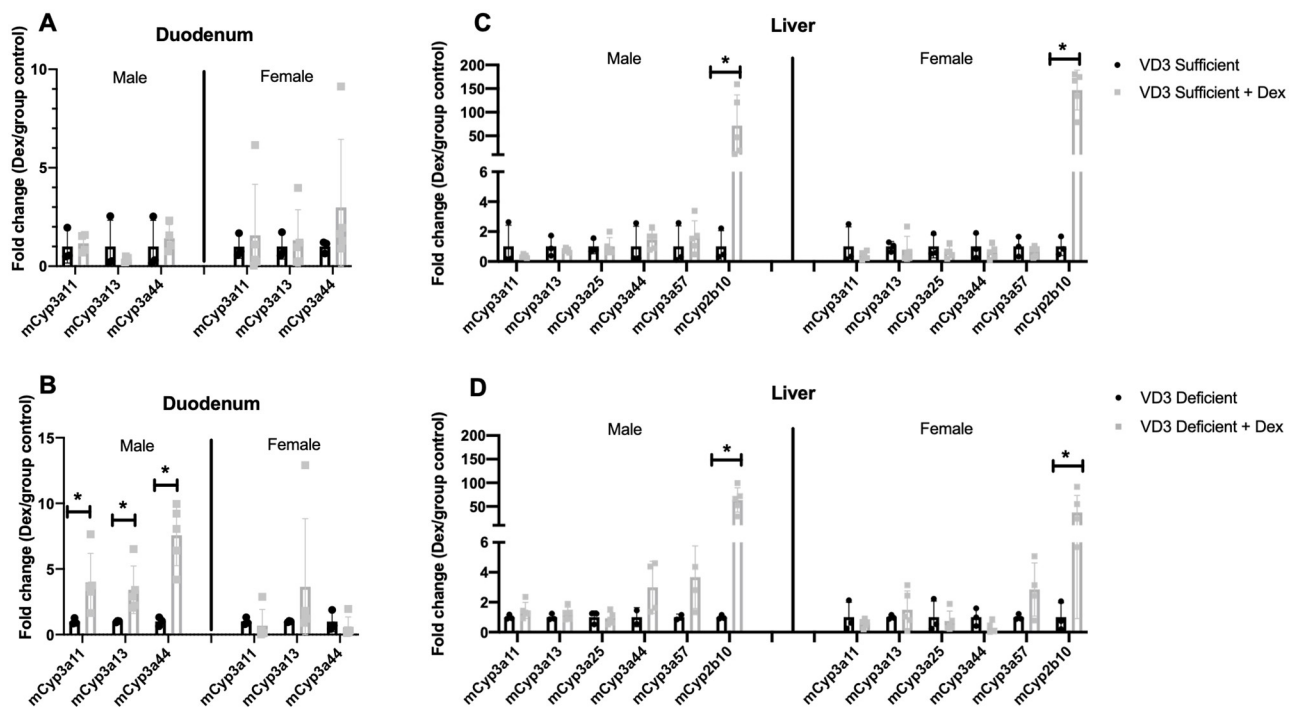 A
Duodenum
Fold change (Dex/group control)
10
5
0
Male
Female
mCyp3a11
mCyp3a13
mCyp3a44
mCyp3a11
mCyp3a13
mCyp3a44
C
Liver
Fold change (Dex/group control)
200
150
100
50
6
4
2
0
Male
Female
*
*
mCyp3a11
mCyp3a13
mCyp3a25
mCyp3a44
mCyp3a57
mCyp2b10
mCyp3a11
mCyp3a13
mCyp3a25
mCyp3a44
mCyp3a57
mCyp2b10
VD3 Sufficient
VD3 Sufficient + Dex
B
Duodenum
Fold change (Dex/group control)
15
10
5
0
Male
Female
*
*
*
mCyp3a11
mCyp3a13
mCyp3a44
mCyp3a11
mCyp3a13
mCyp3a44
D
Liver
Fold change (Dex/group control)
200
150
100
50
6
4
2
0
Male
Female
*
*
mCyp3a11
mCyp3a13
mCyp3a25
mCyp3a44
mCyp3a57
mCyp2b10
mCyp3a11
mCyp3a13
mCyp3a25
mCyp3a44
mCyp3a57
mCyp2b10
VD3 Deficient
VD3 Deficient + Dex